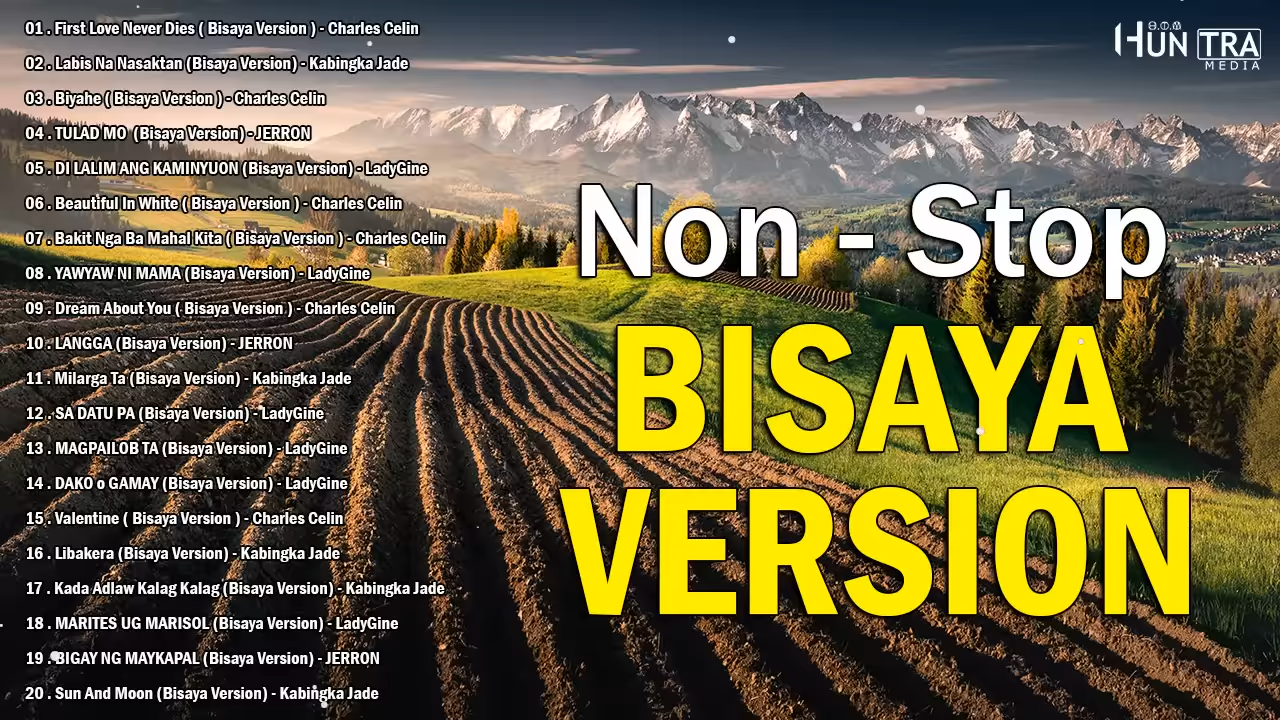 01 . First Love Never Dies ( Bisaya Version ) - Charles Celin
02 . Labis Na Nasaktan (Bisaya Version) - Kabingka Jade
03 . Biyahe ( Bisaya Version ) - Charles Celin
04 . TULAD MO (Bisaya Version) - JERRON
05 . DI LALIM ANG KAMINYUON (Bisaya Version) - LadyGine
06 . Beautiful In White ( Bisaya Version ) - Charles Celin
07 . Bakit Nga Ba Mahal Kita ( Bisaya Version ) - Charles Celin
08 . YAWYAW NI MAMA (Bisaya Version) - LadyGine
09 . Dream About You ( Bisaya Version ) - Charles Celin
10 . LANGGA (Bisaya Version) - JERRON
11 . Milarga Ta (Bisaya Version) - Kabingka Jade
12 . SA DATU PA (Bisaya Version) - LadyGine
13 . MAGPAILOB TA (Bisaya Version) - LadyGine
14 . DAKO o GAMAY (Bisaya Version) - LadyGine
15 . Valentine ( Bisaya Version ) - Charles Celin
16 . Libakera (Bisaya Version) - Kabingka Jade
17 . Kada Adlaw Kalag Kalag (Bisaya Version) - Kabingka Jade
18 . MARITES UG MARISOL (Bisaya Version) - LadyGine
19 . BIGAY NG MAYKAPAL (Bisaya Version) - JERRON
20 . Sun And Moon (Bisaya Version) - Kabingka Jade
HUN TRA
MEDIA
Non - Stop
BISAYA
VERSION